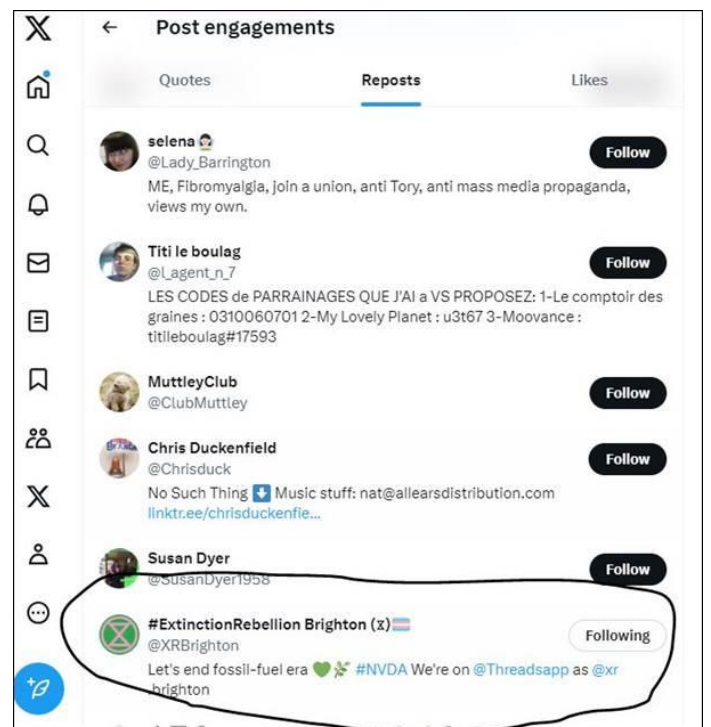 Post engagements
Quotes
Reposts
Likes
selena
@Lady_Barrington
Follow
ME, Fibromyalgia, join a union, anti Tory, anti mass media propaganda,
views my own.
Titi le boulag
@l_agent_n_7
Follow
LES CODES de PARRAINAGES QUE J'AI a VS PROPOSEZ: 1-Le comptoir des
graines : 0310060701 2-My Lovely Planet : u3t67 3-Moovance :
titileboulag#17593
MuttleyClub
@ClubMuttley
Follow
Chris Duckenfield
@Chrisduck
Follow
No Such Thing ⬇️ Music stuff: nat@allearsdistribution.com
linktr.ee/chrisduckenfie...
Susan Dyer
@SusanDyer1958
Follow
#ExtinctionRebellion Brighton (⧖)🏳️‍⚧️
@XRBrighton
Following
Let's end fossil-fuel era 💚🌿 #NVDA We're on @Threadsapp as @xr
.brighton